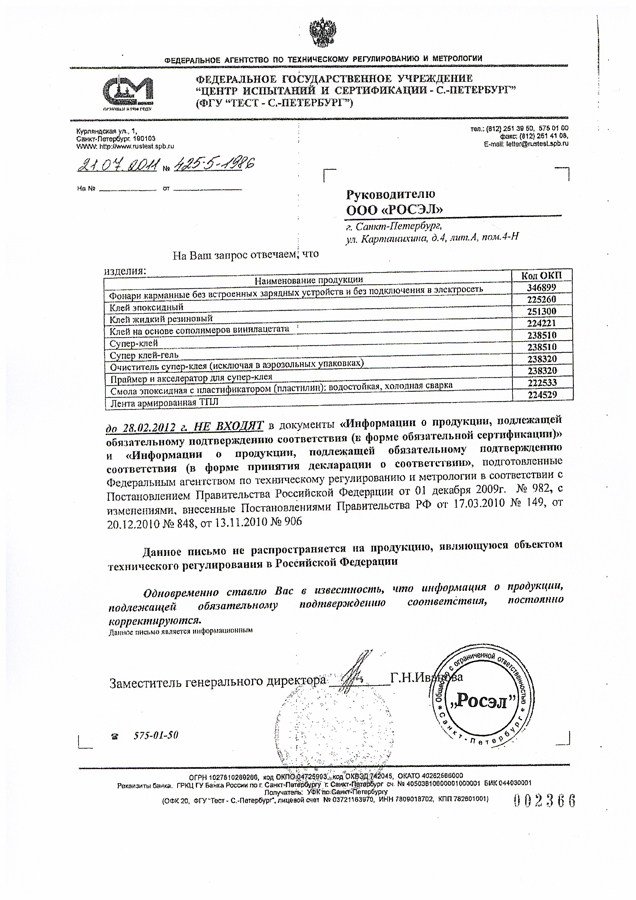 ФЕДЕРАЛЬНОЕ АГЕНТСТВО ПО ТЕХНИЧЕСКОМУ РЕГУЛИРОВАНИЮ И МЕТРОЛОГИИ
ФЕДЕРАЛЬНОЕ ГОСУДАРСТВЕННОЕ УЧРЕЖДЕНИЕ
"ЦЕНТР ИСПЫТАНИЙ И СЕРТИФИКАЦИИ - С.-ПЕТЕРБУРГ"
(ФГУ "ТЕСТ - С.-ПЕТЕРБУРГ")
Курляндская ул., 1,
Санкт-Петербург 190103
WWW: http://www.rustest.spb.ru
тел.: (812) 251 39 50, 575 01 00
факс: (812) 251 41 08,
E-mail: letter@rustest.spb.ru
21.07.2011 № 425-5-1986
На № от
Руководителю
ООО «РОСЭЛ»
г. Санкт-Петербург,
ул. Карташихина, д.4, лит.А, пом.4-Н
На Ваш запрос отвечаем, что
изделия:
Наименование продукции Код ОКП
Фонари карманные без встроенных зарядных устройств и без подключения в электросеть 346899
Клей эпоксидный 225260
Клей жидкий резиновый 251300
Клей на основе сополимеров винилацетата 224221
Супер-клей 238510
Супер клей-гель 238510
Очиститель супер-клея (исключая в аэрозольных упаковках) 238320
Праймер и акселератор для супер-клея 238320
Смола эпоксидная с пластификатором (пластилин); водостойкая, холодная сварка 222533
Лента армированная ТПЛ 224529
до 28.02.2012 г. НЕ ВХОДЯТ в документы «Информации о продукции, подлежащей
обязательному подтверждению соответствия (в форме обязательной сертификации)»
и «Информации о продукции, подлежащей обязательному подтверждению
соответствия (в форме принятия декларации о соответствии», подготовленные
Федеральным агентством по техническому регулированию и метрологии в соответствии с
Постановлением Правительства Российской Федерации от 01 декабря 2009г. № 982, с
изменениями, внесенные Постановлениями Правительства РФ от 17.03.2010 № 149, от
20.12.2010 № 848, от 13.11.2010 № 906
Данное письмо не распространяется на продукцию, являющуюся объектом
технического регулирования в Российской Федерации
Одновременно ставлю Вас в известность, что информация о продукции,
подлежащей обязательному подтверждению соответствия, постоянно
корректируются.
Данное письмо является информационным
Заместитель генерального директора Г.Н.Иванова
Общество с ограниченной ответственностью
„Росэл"
Санкт-Петербург
☎ 575-01-50
ОГРН 1027810289266, код ОКПО 04725903, код ОКВЭД 742045, ОКАТО 40262566000
Реквизиты банка. ГРКЦ ГУ Банка России по г. Санкт-Петербургу г. Санкт-Петербург сч. № 40503810600001000001 БИК 044030001
Получатель: УФК по Санкт-Петербургу
(ОФК 20, ФГУ "Тест - С.-Петербург", лицевой счет № 03721163970, ИНН 7809018702, КПП 782601001)
002366